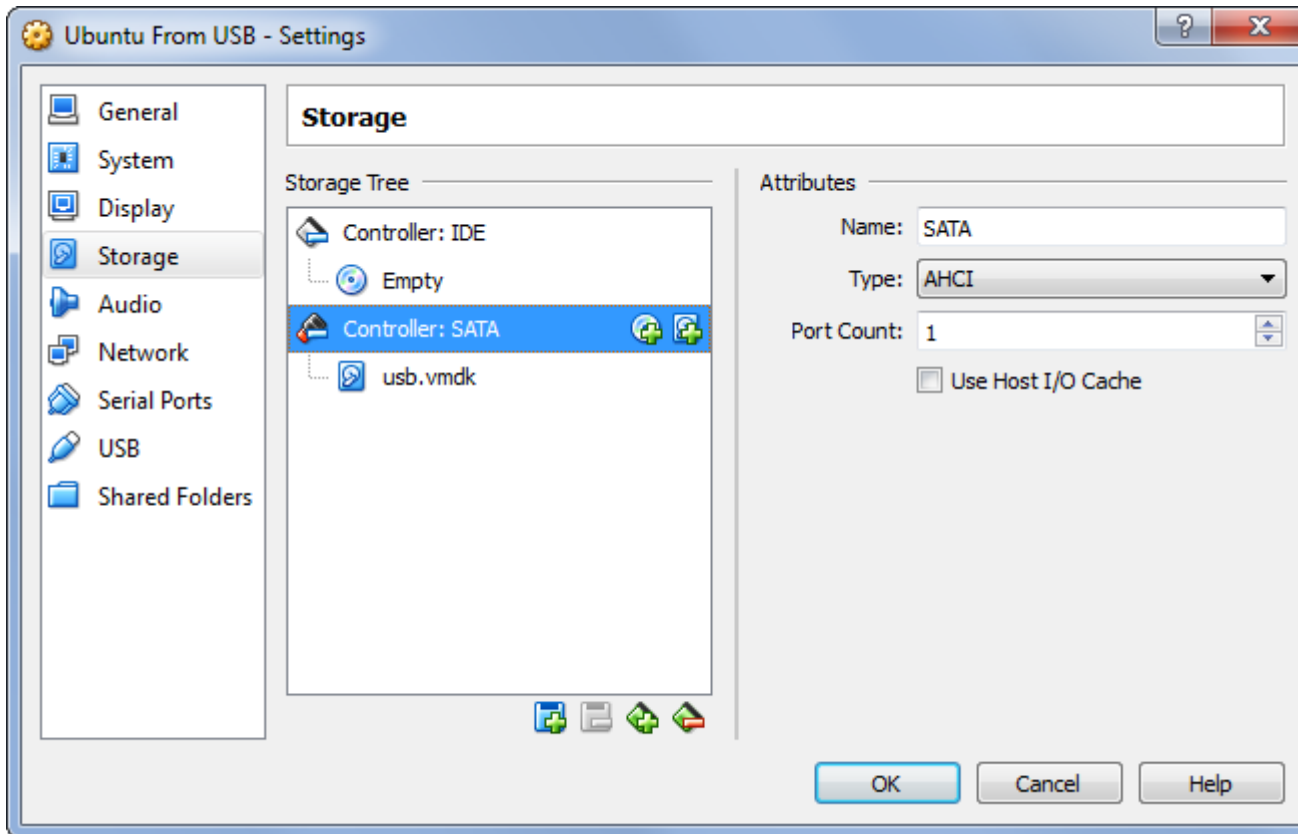 Ubuntu From USB - Settings
General
System
Display
Storage
Audio
Network
Serial Ports
USB
Shared Folders
Storage
Storage Tree
Controller: IDE
Empty
Controller: SATA
usb.vmdk
Attributes
Name: SATA
Type: AHCI
Port Count: 1
Use Host I/O Cache
OK Cancel Help